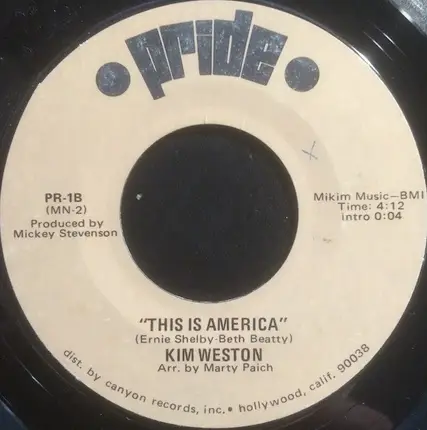 pride
PR-1B
(MN-2)
Produced by
Mickey Stevenson
Mikim Music—BMI
Time: 4:12
intro 0:04
"THIS IS AMERICA"
(Ernie Shelby-Beth Beatty)
KIM WESTON
Arr. by Marty Paich
dist. by canyon records, inc. • hollywood, calif. 90038